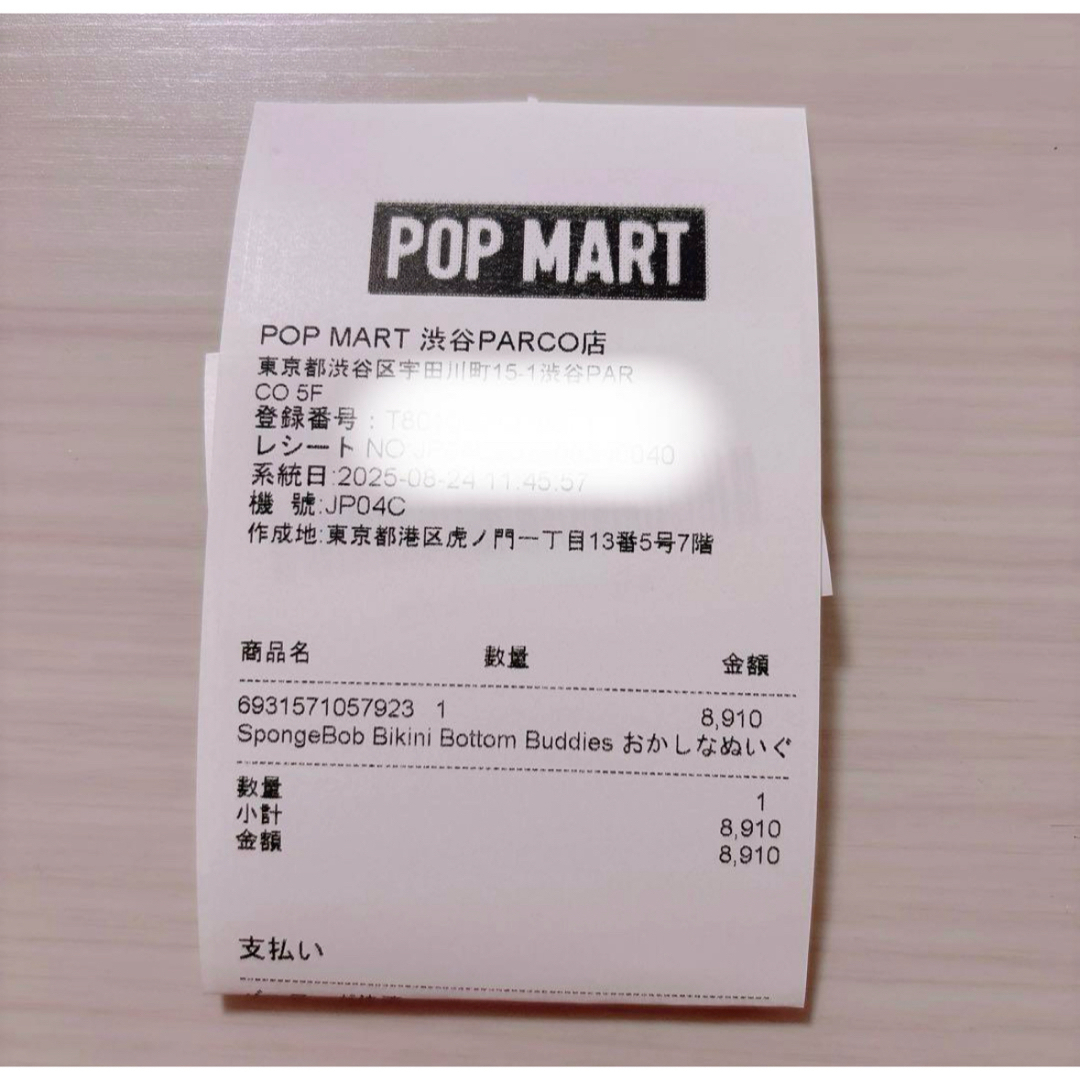 POP MART
POP MART 渋谷PARCO店
東京都渋谷区宇田川町15-1渋谷PAR
CO 5F
登録番号:
レシート NO:
系統日:2025-08-24 11:45:57
機 號:JP04C
作成地:東京都港区虎ノ門一丁目13番5号7階
商品名 数量 金額
6931571057923 1 8,910
SpongeBob Bikini Bottom Buddies おかしなぬいぐ
数量 1
小計 8,910
金額 8,910
支払い